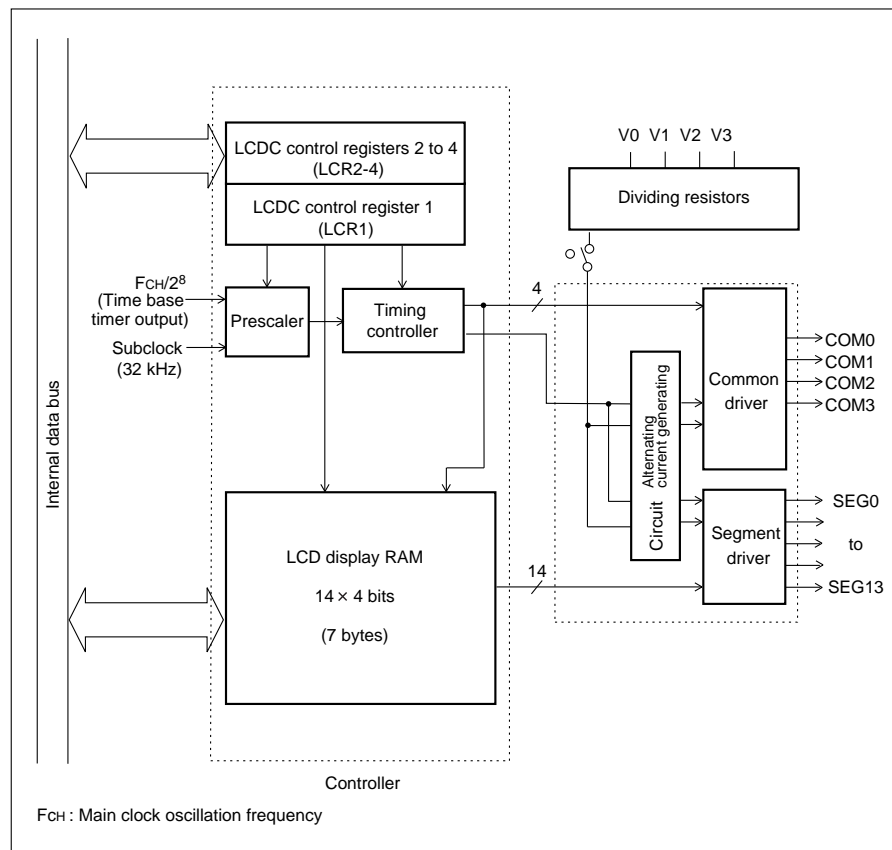 LCDC control registers 2 to 4
(LCR2-4)
LCDC control register 1
(LCR1)
V0 V1 V2 V3
Dividing resistors
FCH/2⁸
(Time base
timer output)
Subclock
(32 kHz)
Prescaler
Timing
controller
4
Internal data bus
Alternating
current generating
Circuit
Common
driver
COM0
COM1
COM2
COM3
LCD display RAM
14 × 4 bits
(7 bytes)
14
Segment
driver
SEG0
to
SEG13
Controller
FCH : Main clock oscillation frequency